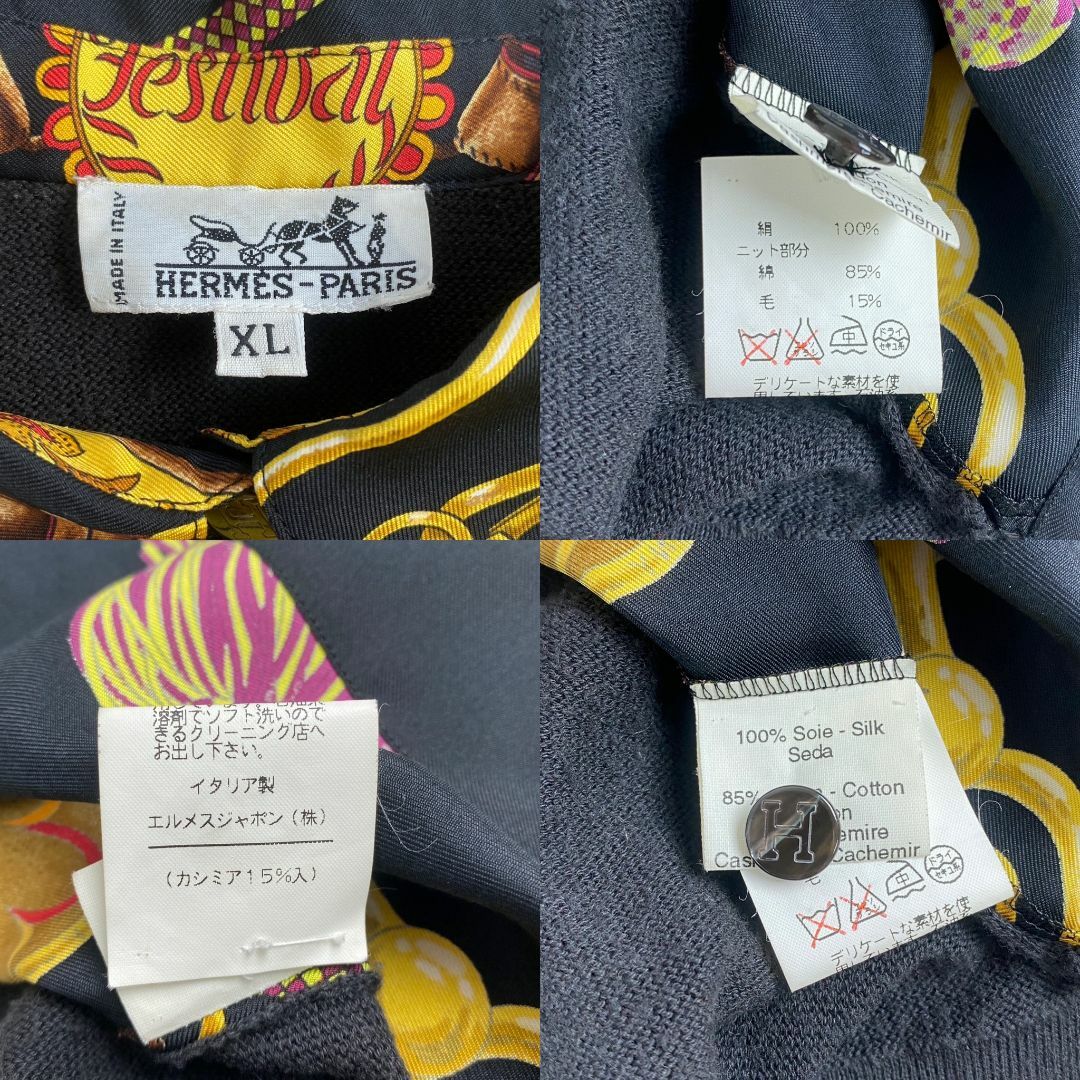 festival
MADE IN ITALY
HERMÈS-PARIS
XL
Cachemir
絹 100%
ニット部分
綿 85%
毛 15%
中
ドライ
セキユ系
デリケートな素材を使
溶剤でソフト洗いので
きるクリーニング店へ
お出し下さい。
イタリア製
エルメスジャポン(株)
(カシミア15%入)
100% Soie - Silk
Seda
85% - Cotton
H
Cachemir
毛
中
ドライ
セキユ系
デリケートな素材を使